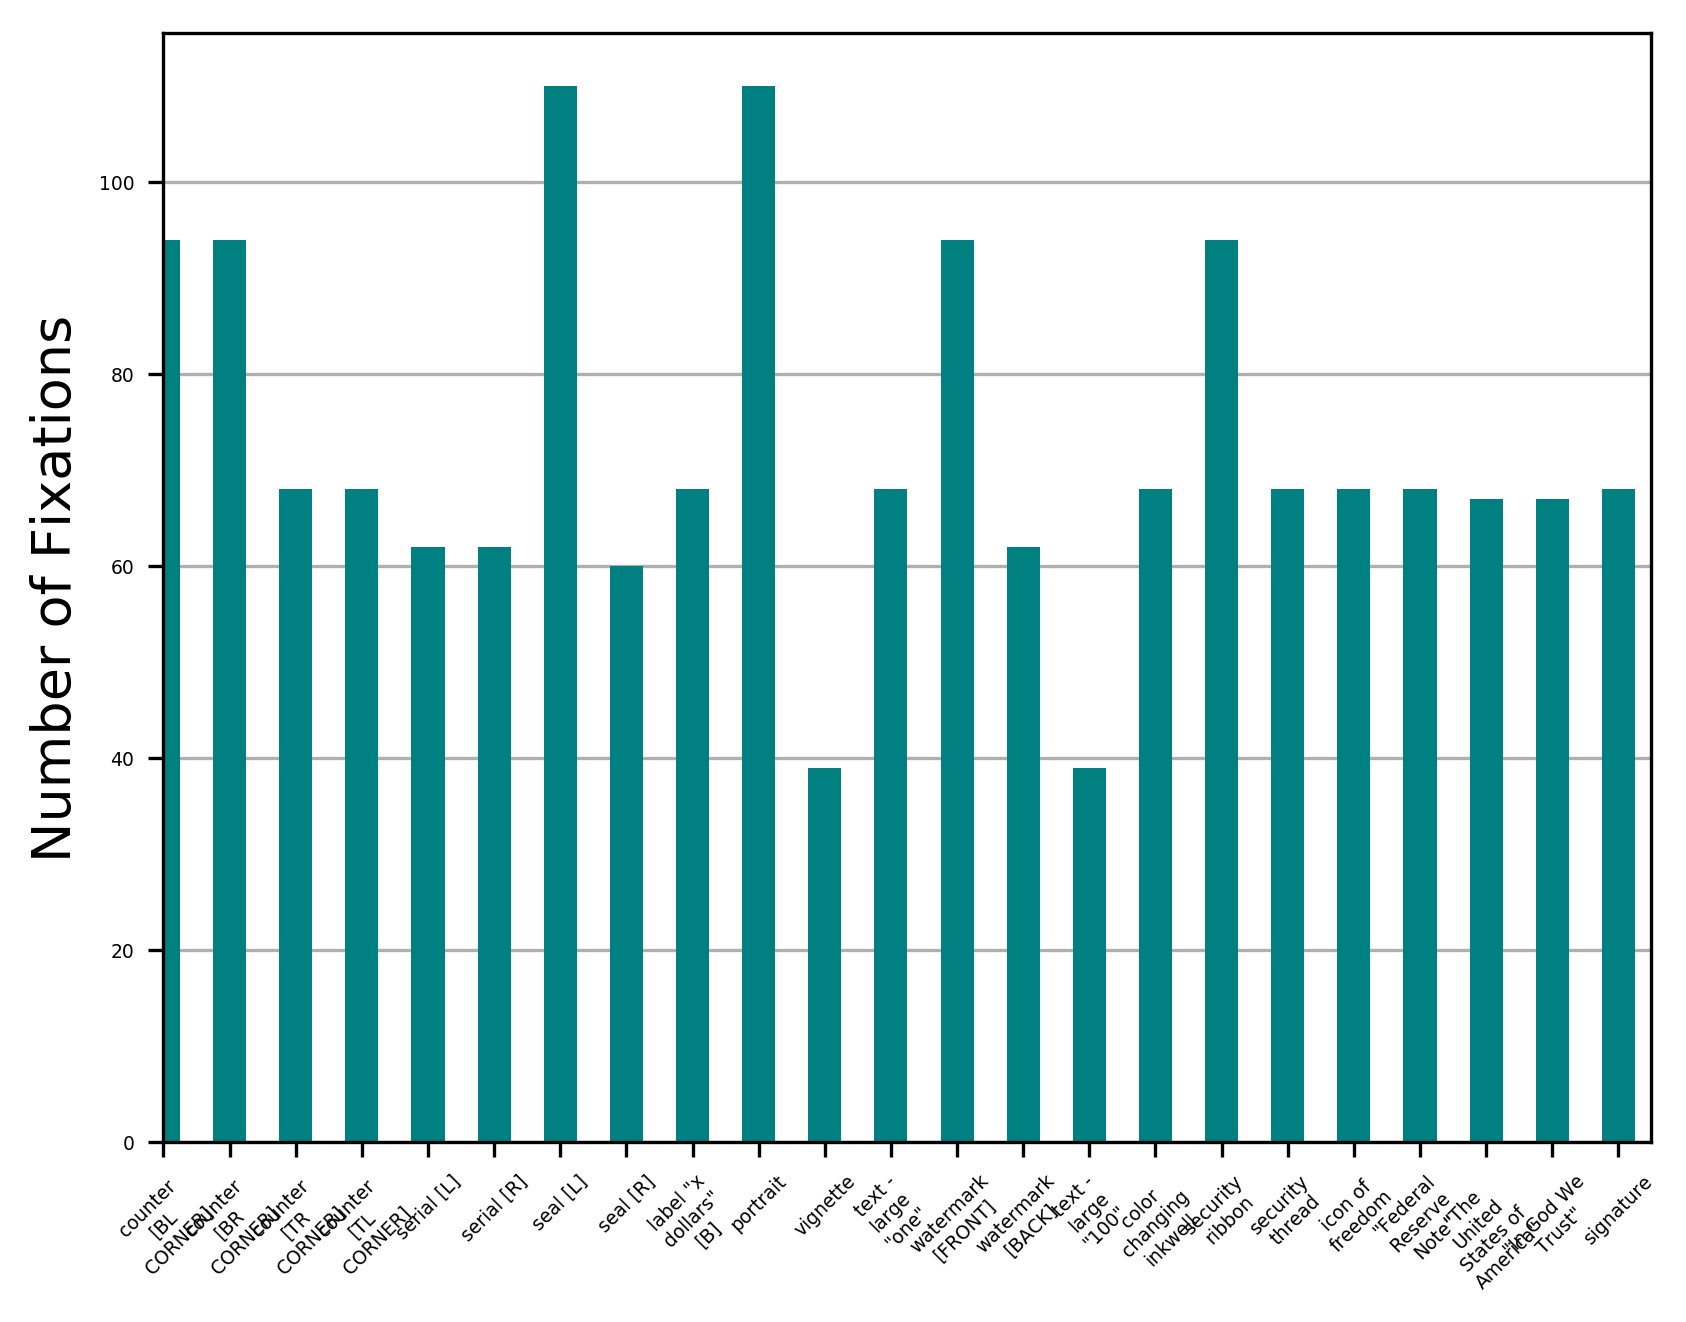 Number of Fixations
100
80
60
40
20
0
counter
[BL
CORNER]
counter
[BR
CORNER]
counter
[TR
CORNER]
counter
[TL
CORNER]
serial [L]
serial [R]
seal [L]
seal [R]
label "x
dollars"
[B]
portrait
vignette
text -
large
"one"
watermark
[FRONT]
watermark
[BACK]
text -
large
"100"
color
changing
inkwell
security
ribbon
security
thread
icon of
freedom
"Federal
Reserve
Note"
"The
United
States of
America"
"In God We
Trust"
signature